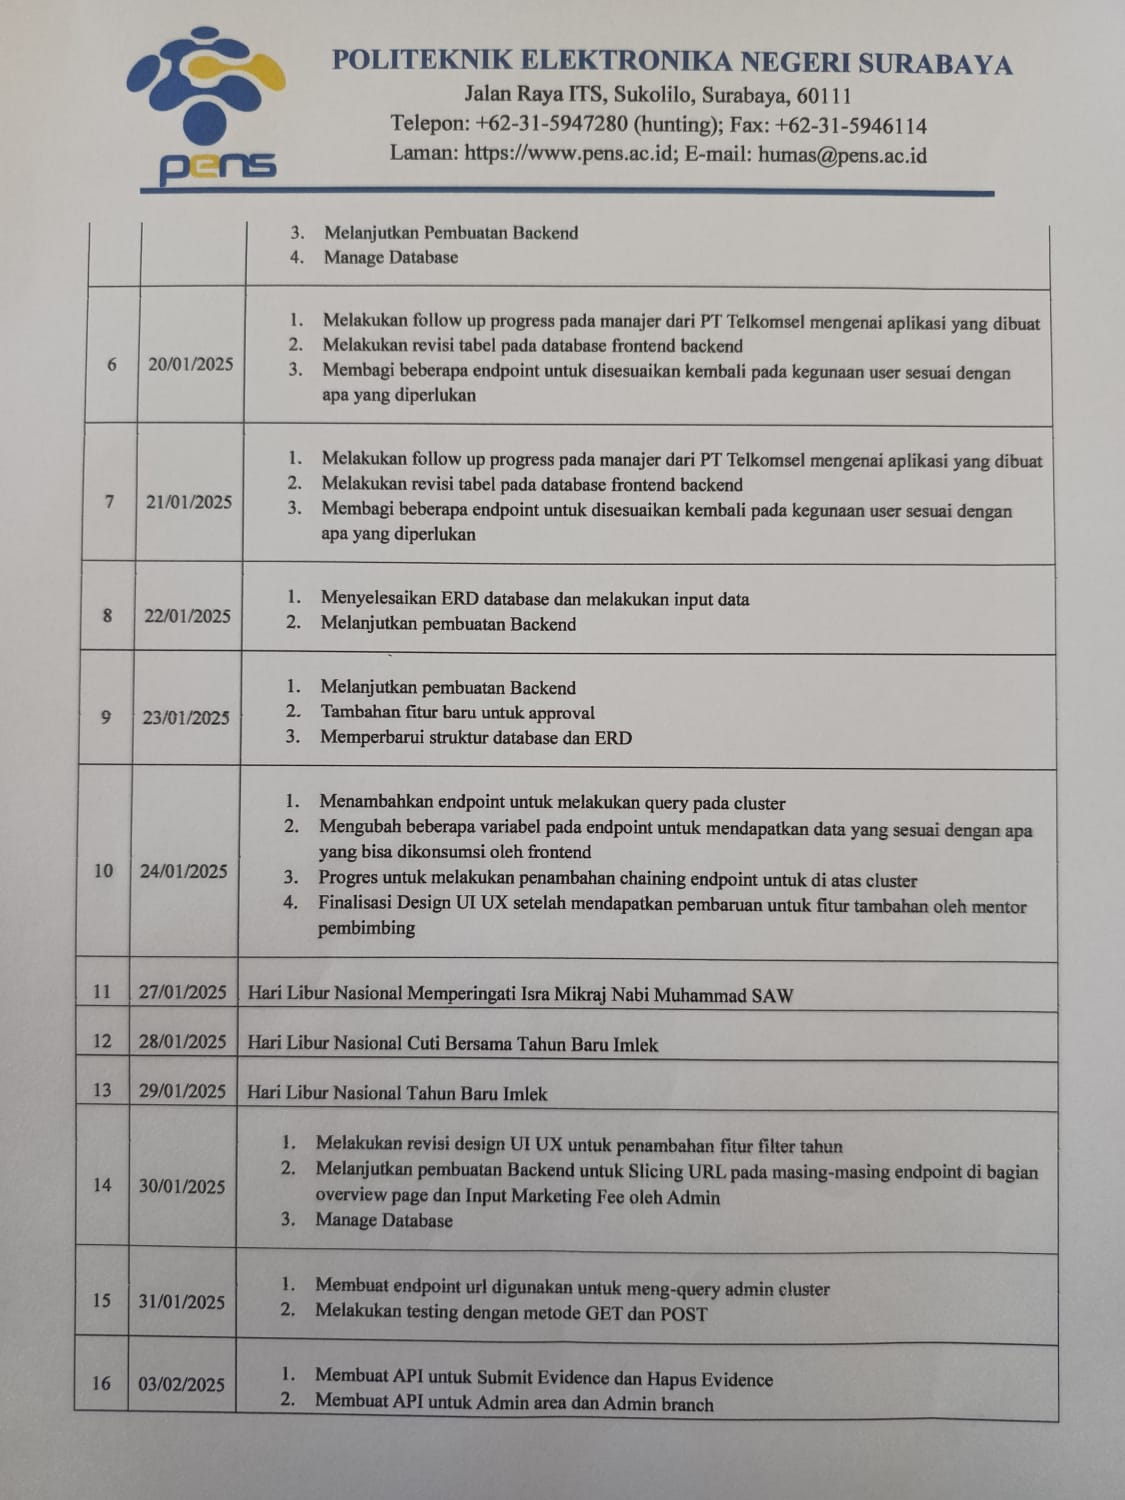 POLITEKNIK ELEKTRONIKA NEGERI SURABAYA
Jalan Raya ITS, Sukolilo, Surabaya, 60111
Telepon: +62-31-5947280 (hunting); Fax: +62-31-5946114
Laman: https://www.pens.ac.id; E-mail: humas@pens.ac.id
pens
3. Melanjutkan Pembuatan Backend
4. Manage Database
6 20/01/2025
1. Melakukan follow up progress pada manajer dari PT Telkomsel mengenai aplikasi yang dibuat
2. Melakukan revisi tabel pada database frontend backend
3. Membagi beberapa endpoint untuk disesuaikan kembali pada kegunaan user sesuai dengan
apa yang diperlukan
7 21/01/2025
1. Melakukan follow up progress pada manajer dari PT Telkomsel mengenai aplikasi yang dibuat
2. Melakukan revisi tabel pada database frontend backend
3. Membagi beberapa endpoint untuk disesuaikan kembali pada kegunaan user sesuai dengan
apa yang diperlukan
8 22/01/2025
1. Menyelesaikan ERD database dan melakukan input data
2. Melanjutkan pembuatan Backend
9 23/01/2025
1. Melanjutkan pembuatan Backend
2. Tambahan fitur baru untuk approval
3. Memperbarui struktur database dan ERD
10 24/01/2025
1. Menambahkan endpoint untuk melakukan query pada cluster
2. Mengubah beberapa variabel pada endpoint untuk mendapatkan data yang sesuai dengan apa
yang bisa dikonsumsi oleh frontend
3. Progres untuk melakukan penambahan chaining endpoint untuk di atas cluster
4. Finalisasi Design UI UX setelah mendapatkan pembaruan untuk fitur tambahan oleh mentor
pembimbing
11 27/01/2025 Hari Libur Nasional Memperingati Isra Mikraj Nabi Muhammad SAW
12 28/01/2025 Hari Libur Nasional Cuti Bersama Tahun Baru Imlek
13 29/01/2025 Hari Libur Nasional Tahun Baru Imlek
14 30/01/2025
1. Melakukan revisi design UI UX untuk penambahan fitur filter tahun
2. Melanjutkan pembuatan Backend untuk Slicing URL pada masing-masing endpoint di bagian
overview page dan Input Marketing Fee oleh Admin
3. Manage Database
15 31/01/2025
1. Membuat endpoint url digunakan untuk meng-query admin cluster
2. Melakukan testing dengan metode GET dan POST
16 03/02/2025
1. Membuat API untuk Submit Evidence dan Hapus Evidence
2. Membuat API untuk Admin area dan Admin branch